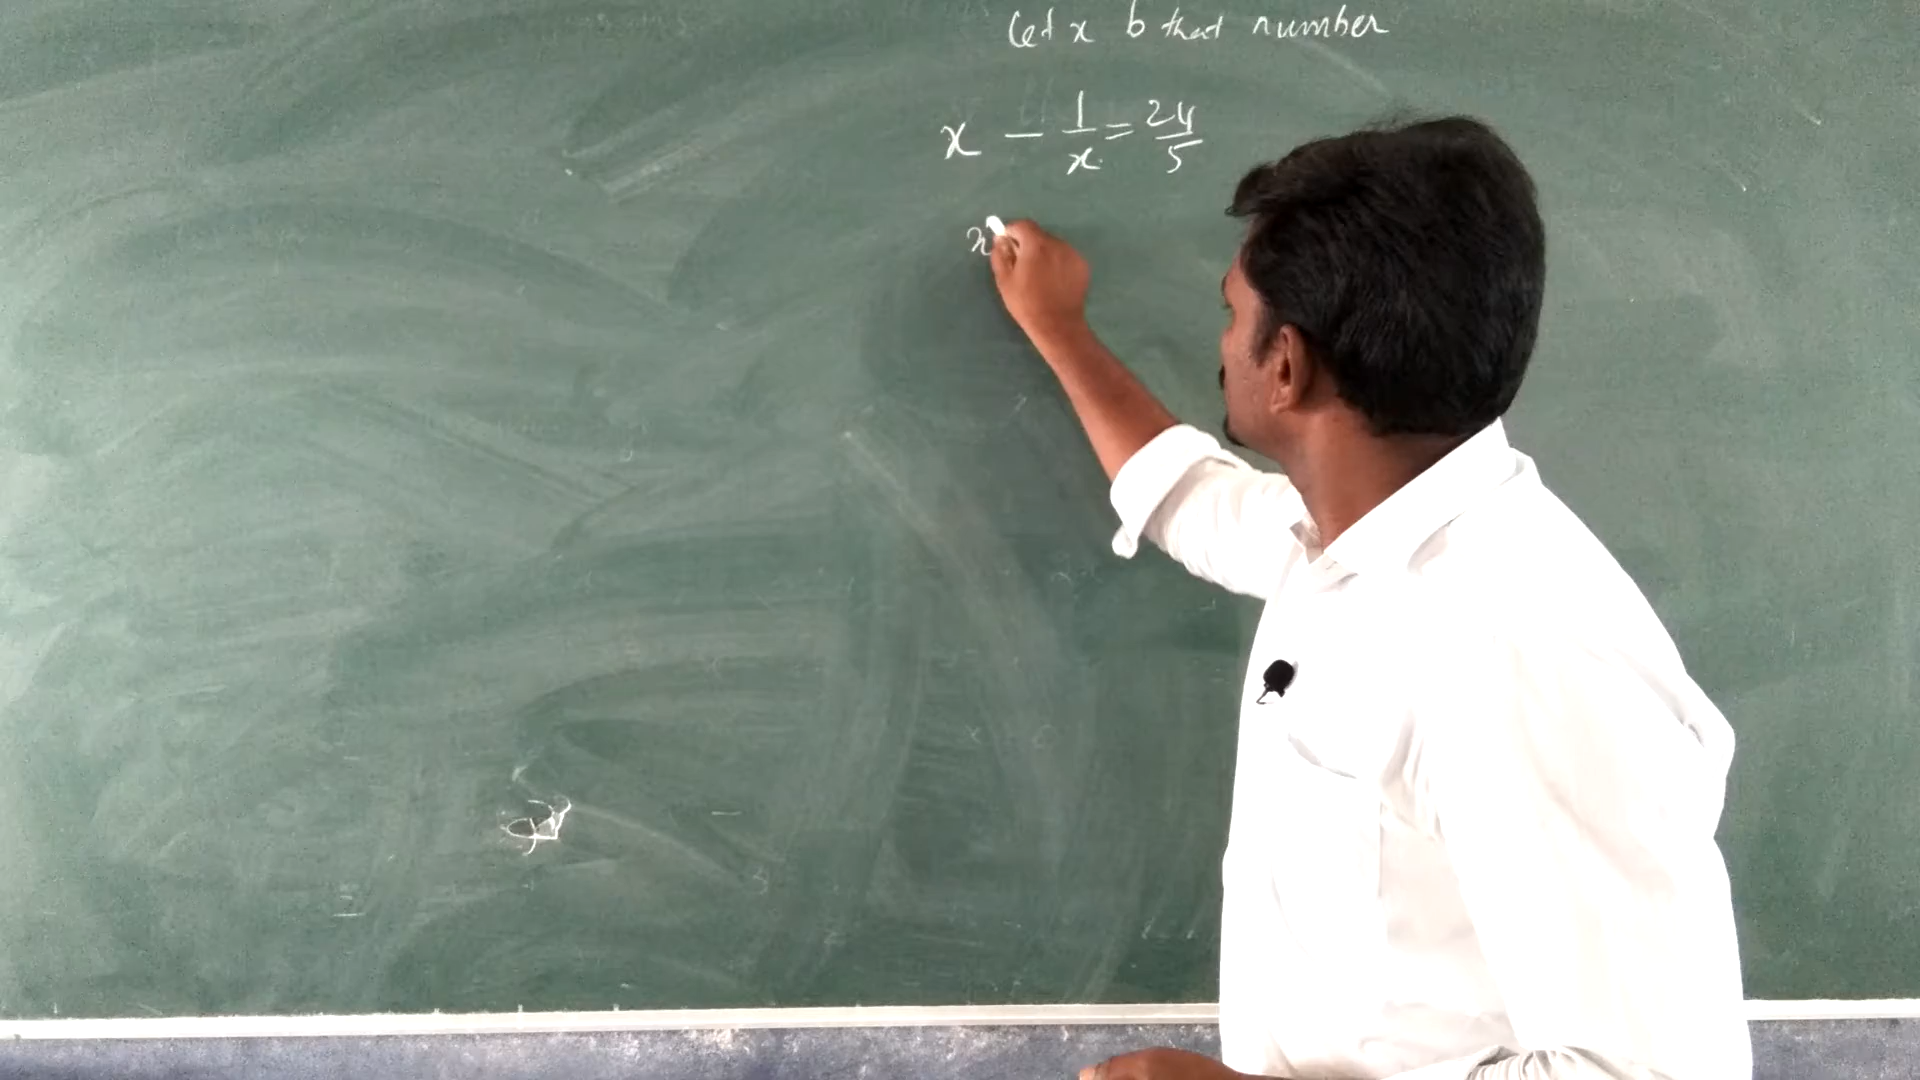 Let x b that number
x - 1/x = 24/5
x